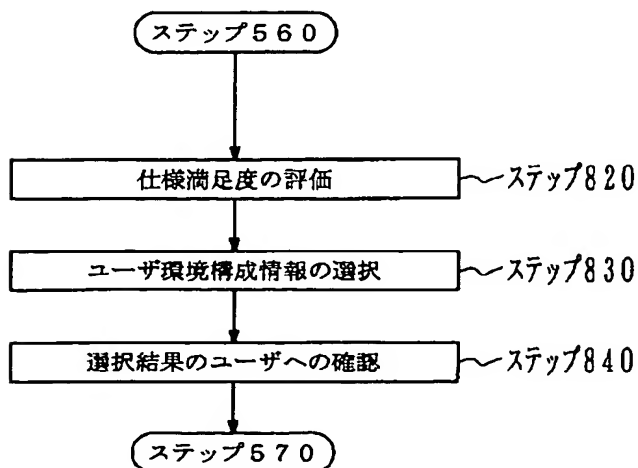 ステップ560
仕様満足度の評価
ステップ820
ユーザ環境構成情報の選択
ステップ830
選択結果のユーザへの確認
ステップ840
ステップ570